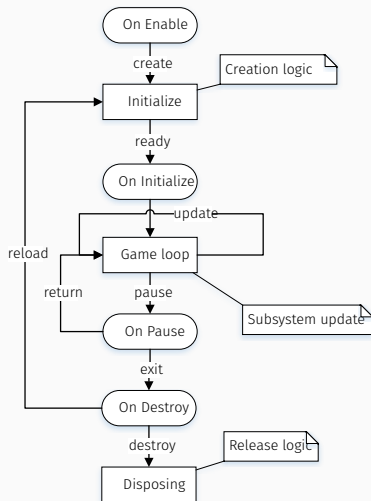 On Enable
create
Creation logic
Initialize
ready
On Initialize
update
reload
Game loop
return
pause
Subsystem update
On Pause
exit
On Destroy
destroy
Release logic
Disposing